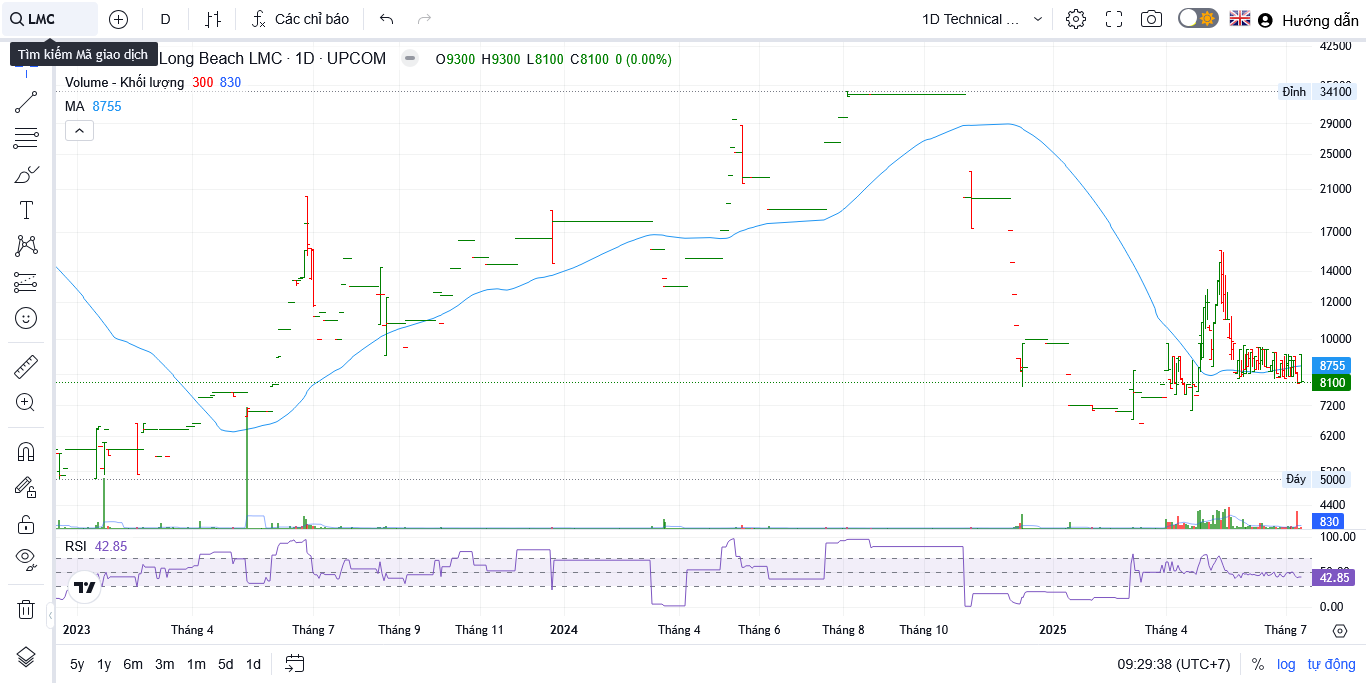 LMC
D
Các chỉ báo
1D Technical ...
Hướng dẫn
Tìm kiếm Mã giao dịch
Long Beach LMC · 1D · UPCOM
O9300 H9300 L8100 C8100 0 (0.00%)
Volume - Khối lượng 300 830
MA 8755
42500
Đỉnh 34100
29000
25000
21000
17000
14000
12000
10000
8755
8100
7200
6200
5200
Đáy 5000
4400
830
RSI 42.85
100.00
50.00
42.85
0.00
2023 Tháng 4 Tháng 7 Tháng 9 Tháng 11 2024 Tháng 4 Tháng 6 Tháng 8 Tháng 10 2025 Tháng 4 Tháng 7
5y 1y 6m 3m 1m 5d 1d
09:29:38 (UTC+7) % log tự động